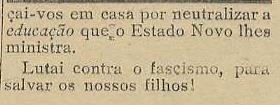 çai-vos em casa por neutralizar a
educação que o Estado Novo lhes
ministra.
Lutai contra o fascismo, para
salvar os nossos filhos!